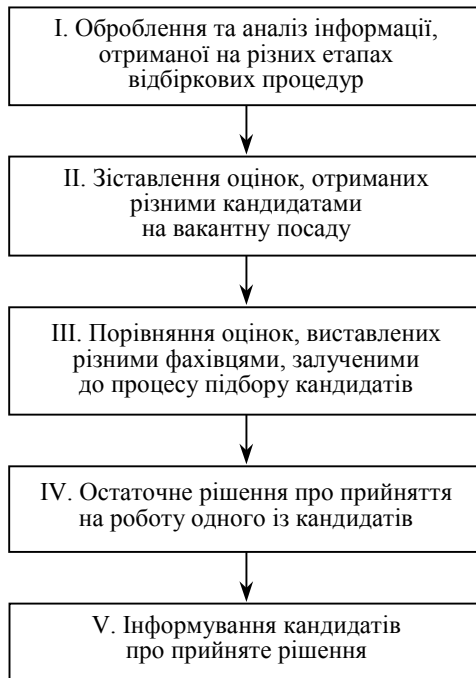 I. Оброблення та аналіз інформації,
отриманої на різних етапах
відбіркових процедур
II. Зіставлення оцінок, отриманих
різними кандидатами
на вакантну посаду
III. Порівняння оцінок, виставлених
різними фахівцями, залученими
до процесу підбору кандидатів
IV. Остаточне рішення про прийняття
на роботу одного із кандидатів
V. Інформування кандидатів
про прийняте рішення